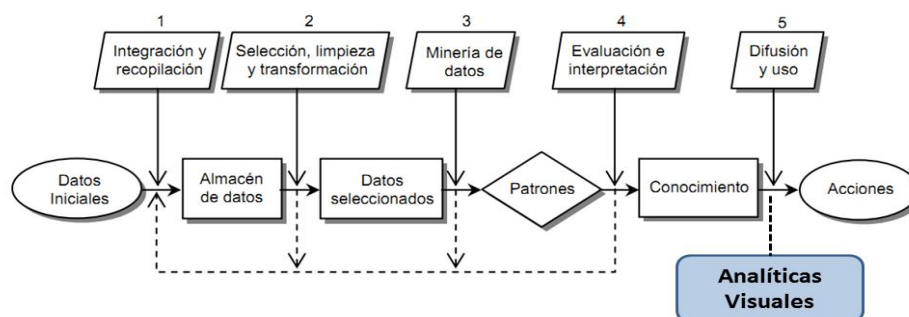 1
2
3
4
5
Integración y
recopilación
Selección, limpieza
y transformación
Minería de
datos
Evaluación e
interpretación
Difusión
y uso
Datos
Iniciales
Almacén
de datos
Datos
seleccionados
Patrones
Conocimiento
Acciones
Analíticas
Visuales